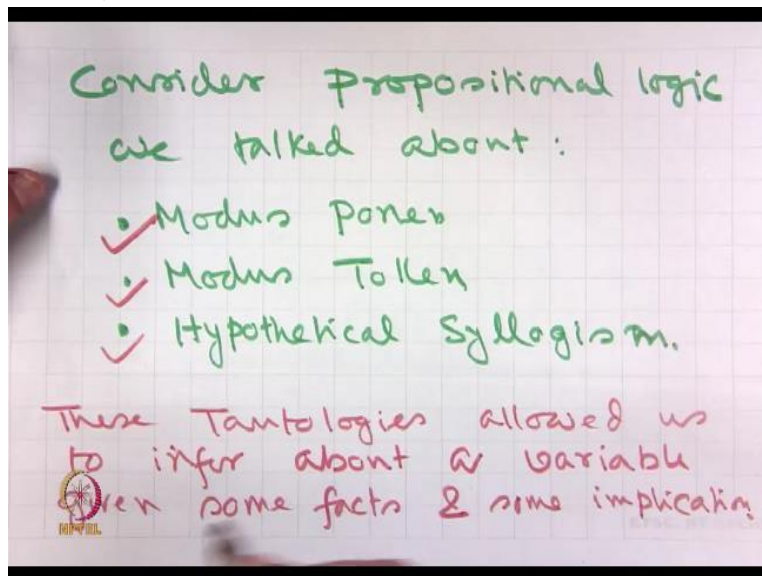 Consider Propositional logic
we talked about :
• Modus Ponens
• Modus Tollen
• Hypothetical Syllogism.
These Tautologies allowed us
to infer about a variable
given some facts & some implication
NPTEL